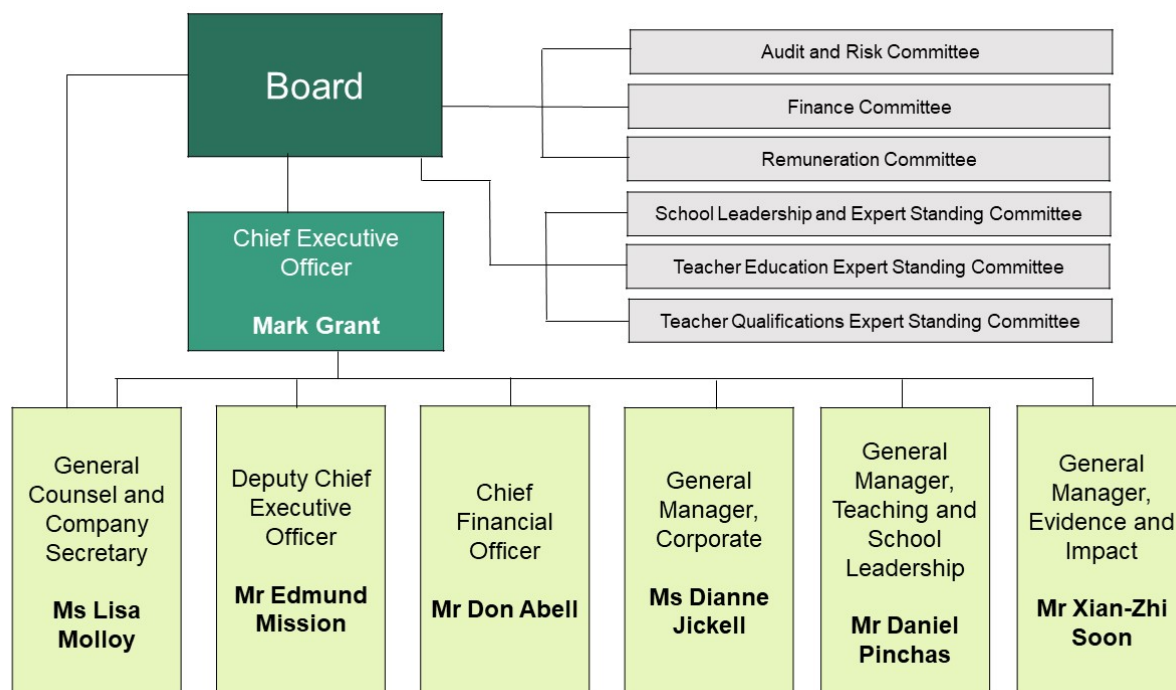 Board
Audit and Risk Committee
Finance Committee
Remuneration Committee
School Leadership and Expert Standing Committee
Teacher Education Expert Standing Committee
Teacher Qualifications Expert Standing Committee
Chief Executive
Officer
Mark Grant
General
Counsel and
Company
Secretary
Ms Lisa
Molloy
Deputy Chief
Executive
Officer
Mr Edmund
Mission
Chief
Financial
Officer
Mr Don Abell
General
Manager,
Corporate
Ms Dianne
Jickell
General
Manager,
Teaching and
School
Leadership
Mr Daniel
Pinchas
General
Manager,
Evidence and
Impact
Mr Xian-Zhi
Soon